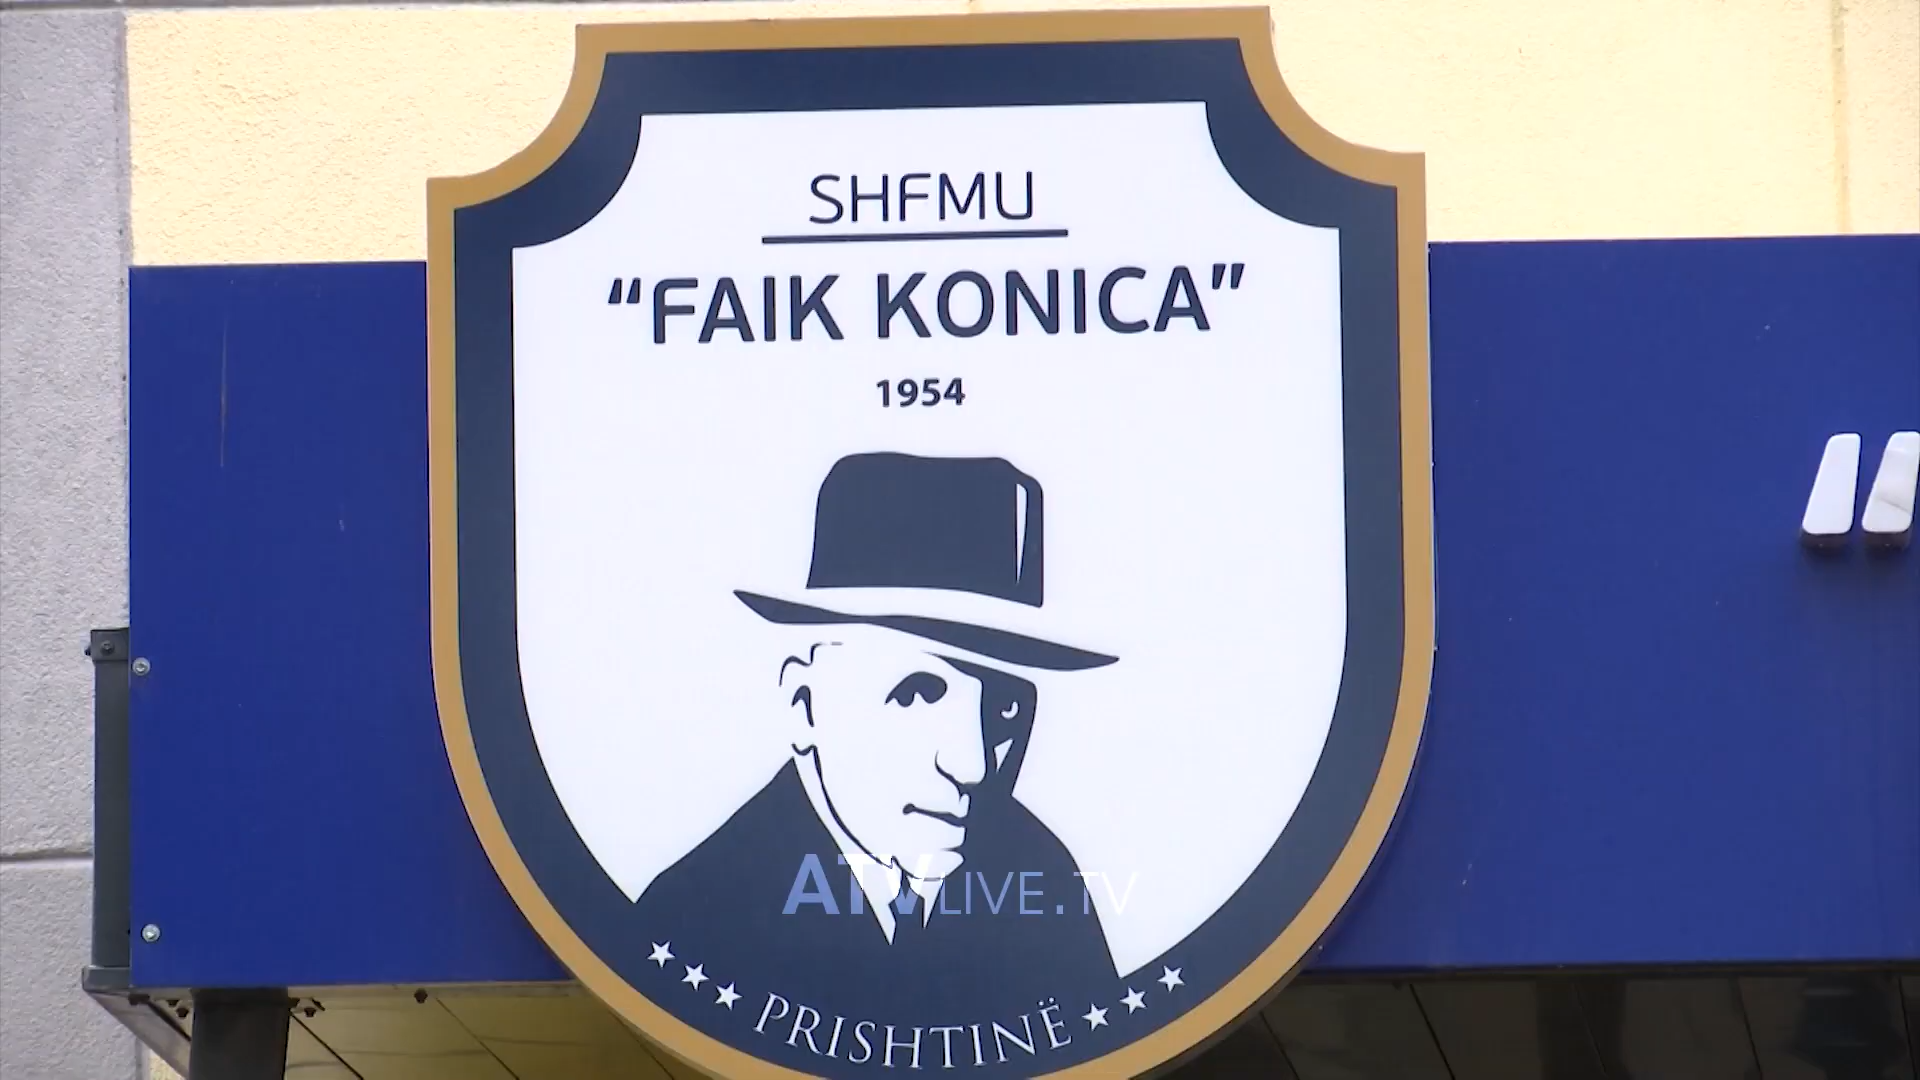 SHFMU
“FAIK KONICA”
1954
ATVLIVE.TV
PRISHTINË
“